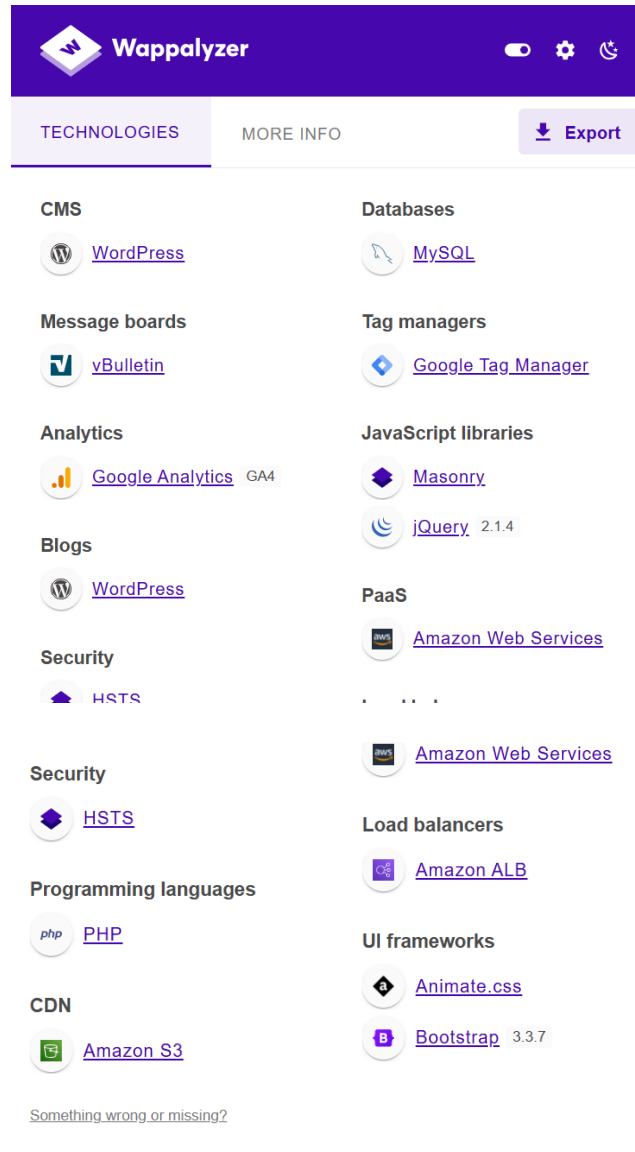 Wappalyzer
TECHNOLOGIES
MORE INFO
Export
CMS
WordPress
Message boards
vBulletin
Analytics
Google Analytics GA4
Blogs
WordPress
Security
HSTS
Databases
MySQL
Tag managers
Google Tag Manager
JavaScript libraries
Masonry
jQuery 2.1.4
PaaS
aws Amazon Web Services
Security
HSTS
Programming languages
php PHP
CDN
Amazon S3
Something wrong or missing?
aws Amazon Web Services
Load balancers
Amazon ALB
UI frameworks
Animate.css
Bootstrap 3.3.7